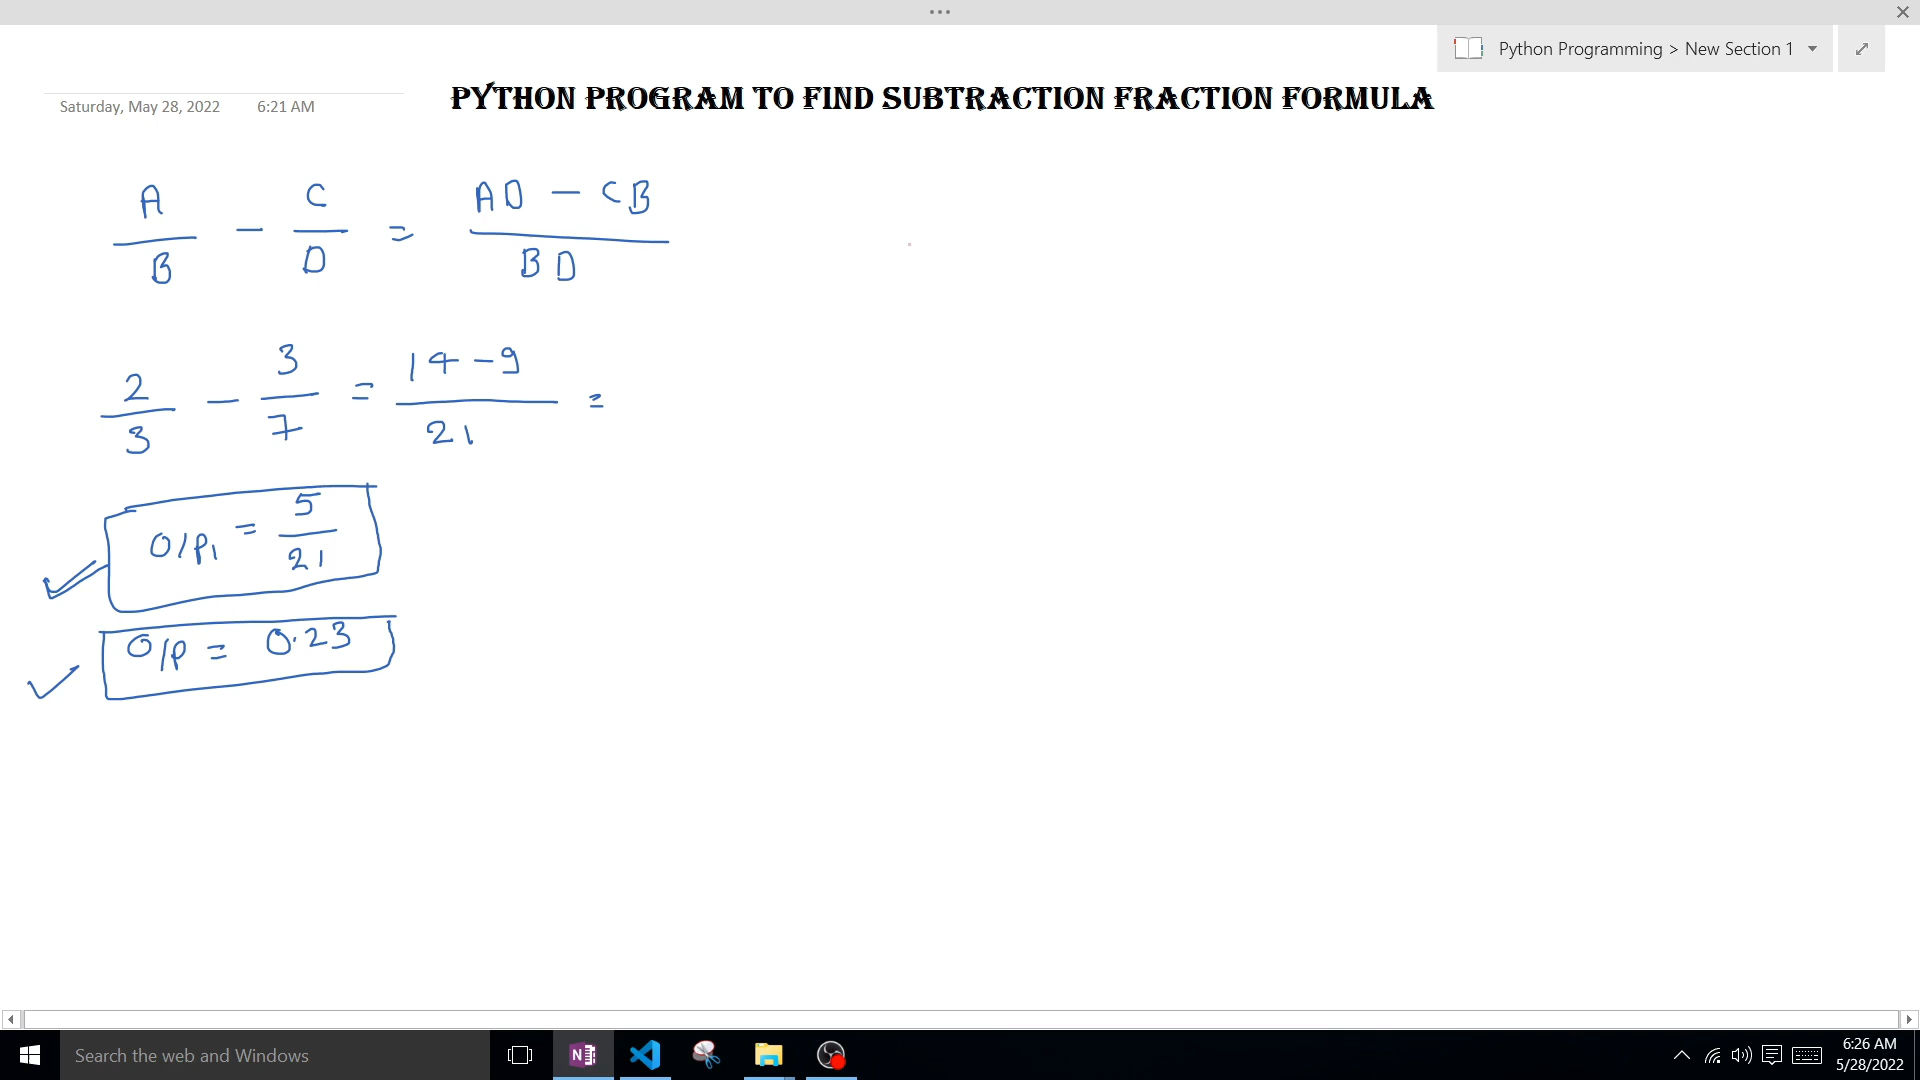 Python Programming > New Section 1
PYTHON PROGRAM TO FIND SUBTRACTION FRACTION FORMULA
Saturday, May 28, 2022 6:21 AM
A/B - C/D = AD - CB/BD
2/3 - 3/7 = 14 - 9/21 =
O/P1 = 5/21
O/P = 0.23
Search the web and Windows
6:26 AM
5/28/2022